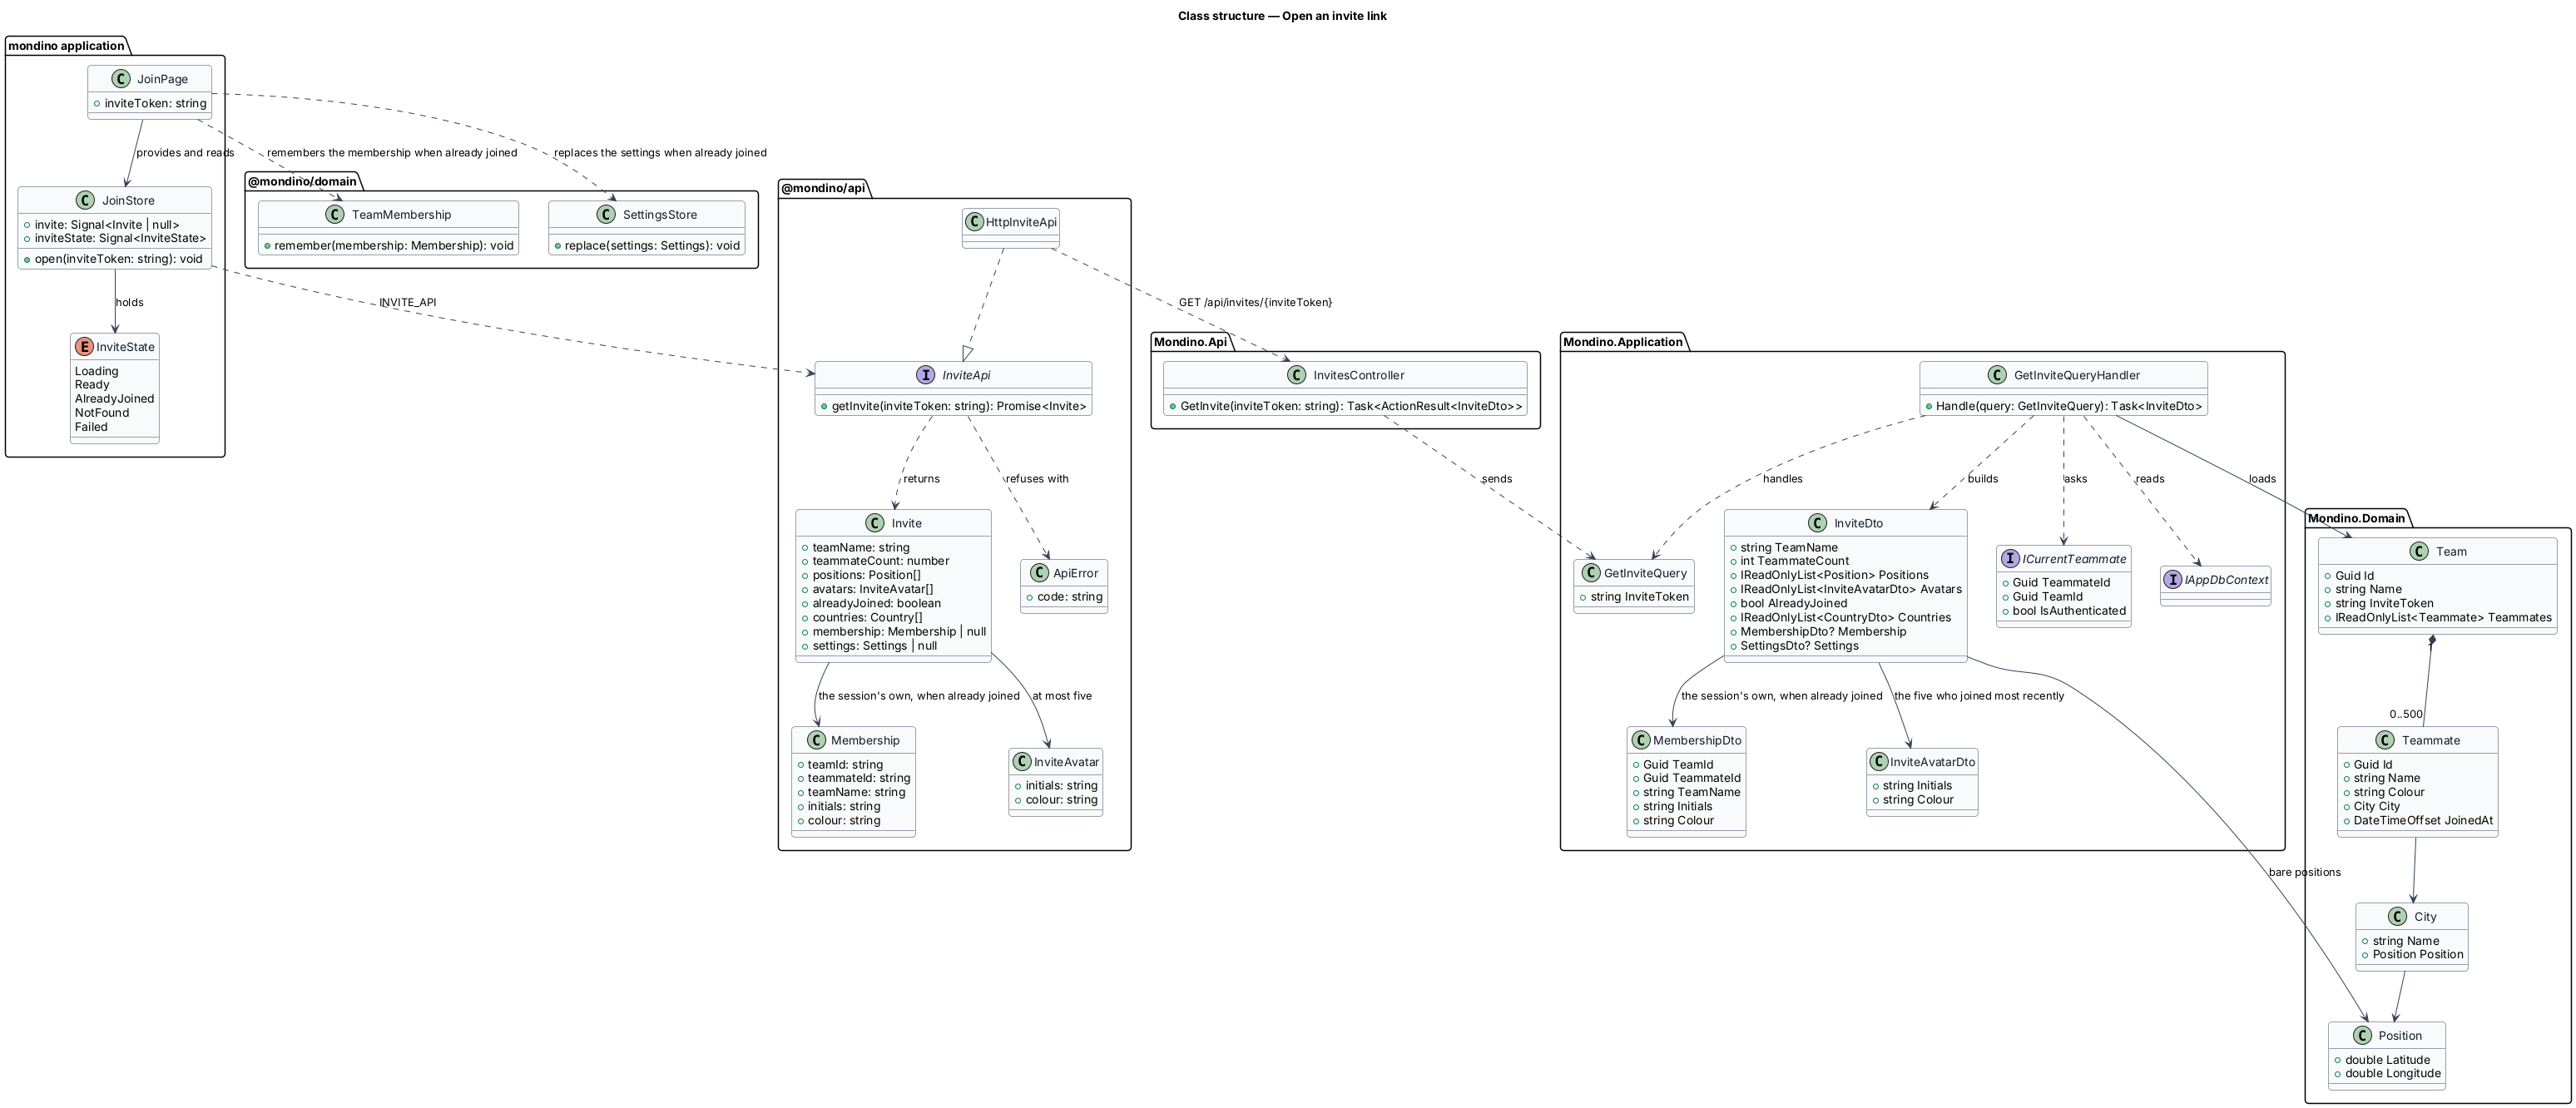 Class structure — Open an invite link
mondino application
C JoinPage
inviteToken: string
provides and reads
remembers the membership when already joined
replaces the settings when already joined
C JoinStore
invite: Signal<Invite | null>
inviteState: Signal<InviteState>
open(inviteToken: string): void
holds
INVITE_API
E InviteState
Loading
Ready
AlreadyJoined
NotFound
Failed
@mondino/domain
C TeamMembership
remember(membership: Membership): void
C SettingsStore
replace(settings: Settings): void
@mondino/api
C HttpInviteApi
GET /api/invites/{inviteToken}
I InviteApi
getInvite(inviteToken: string): Promise<Invite>
returns
refuses with
C Invite
teamName: string
teammateCount: number
positions: Position[]
avatars: InviteAvatar[]
alreadyJoined: boolean
countries: Country[]
membership: Membership | null
settings: Settings | null
C ApiError
code: string
the session's own, when already joined
at most five
C Membership
teamId: string
teammateId: string
teamName: string
initials: string
colour: string
C InviteAvatar
initials: string
colour: string
Mondino.Api
C InvitesController
GetInvite(inviteToken: string): Task<ActionResult<InviteDto>>
sends
Mondino.Application
C GetInviteQueryHandler
Handle(query: GetInviteQuery): Task<InviteDto>
handles
builds
asks
reads
loads
C GetInviteQuery
string InviteToken
C InviteDto
string TeamName
int TeammateCount
IReadOnlyList<Position> Positions
IReadOnlyList<InviteAvatarDto> Avatars
bool AlreadyJoined
IReadOnlyList<CountryDto> Countries
MembershipDto? Membership
SettingsDto? Settings
I ICurrentTeammate
Guid TeammateId
Guid TeamId
bool IsAuthenticated
I IAppDbContext
the session's own, when already joined
the five who joined most recently
C MembershipDto
Guid TeamId
Guid TeammateId
string TeamName
string Initials
string Colour
C InviteAvatarDto
string Initials
string Colour
bare positions
Mondino.Domain
C Team
Guid Id
string Name
string InviteToken
IReadOnlyList<Teammate> Teammates
1
0..500
C Teammate
Guid Id
string Name
string Colour
City City
DateTimeOffset JoinedAt
C City
string Name
Position Position
C Position
double Latitude
double Longitude